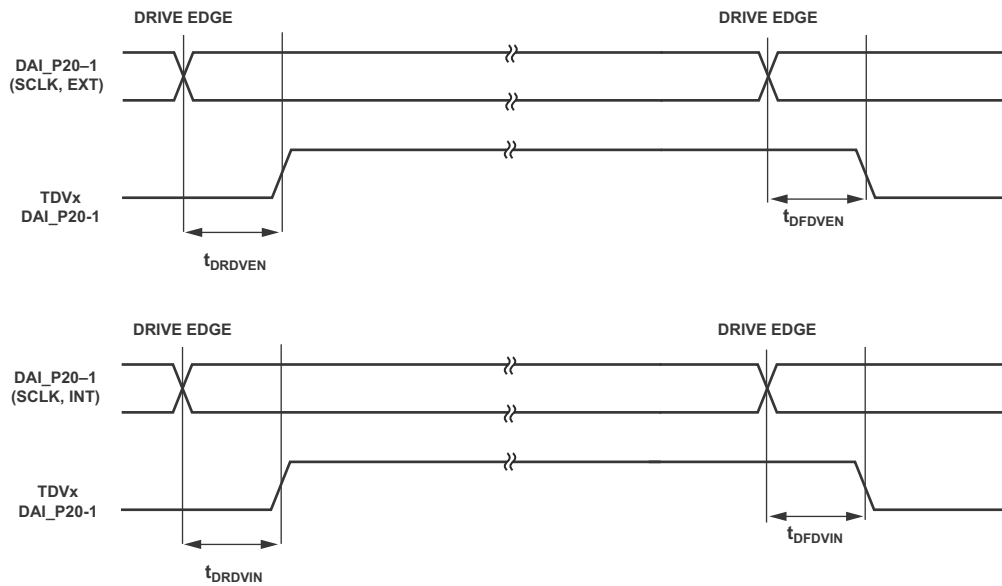 DRIVE EDGE
DRIVE EDGE
DAI_P20–1
(SCLK, EXT)
TDVx
DAI_P20-1
tDFDVEN
tDRDVEN
DRIVE EDGE
DRIVE EDGE
DAI_P20–1
(SCLK, INT)
TDVx
DAI_P20-1
tDFDVIN
tDRDVIN